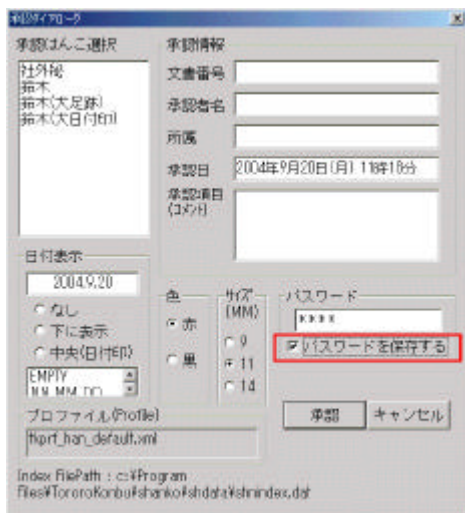 承認ダイアローグ
承認はんこ選択
社外秘
鈴木
鈴木(犬足跡)
鈴木(犬日付印)
承認情報
文書番号
承認者名
所属
承認日
2004年9月20日(月) 11時18分
承認項目
(コメント)
日付表示
2004.9.20
なし
下に表示
中央(日付印)
EMPTY
NN.MM.DD
色
赤
黒
サイズ
(MM)
9
11
14
パスワード
****
パスワードを保存する
プロファイル(Profile)
tkprf_han_default.xml
承認
キャンセル
Index FilePath : c:¥Program
Files¥TororoKonbu¥shanko¥shdata¥shnindex.dat